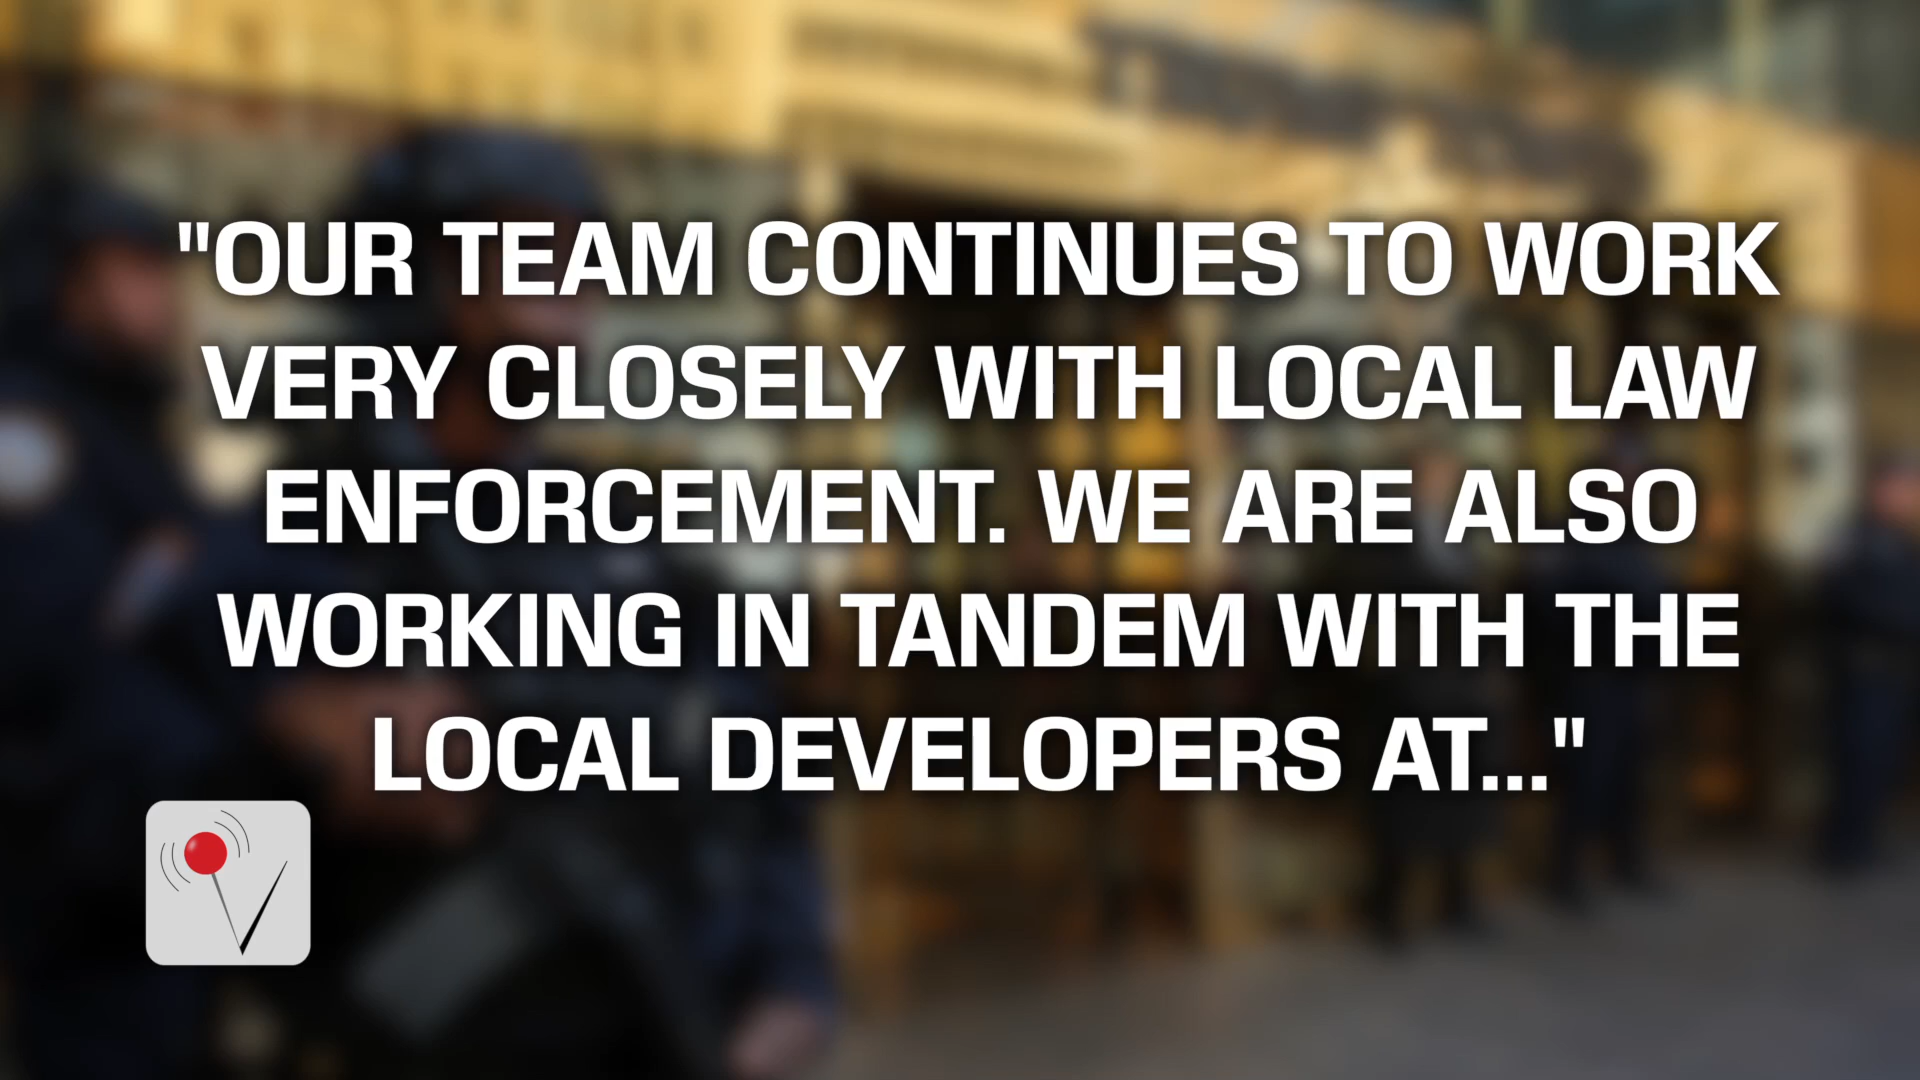 "OUR TEAM CONTINUES TO WORK
VERY CLOSELY WITH LOCAL LAW
ENFORCEMENT. WE ARE ALSO
WORKING IN TANDEM WITH THE
LOCAL DEVELOPERS AT..."